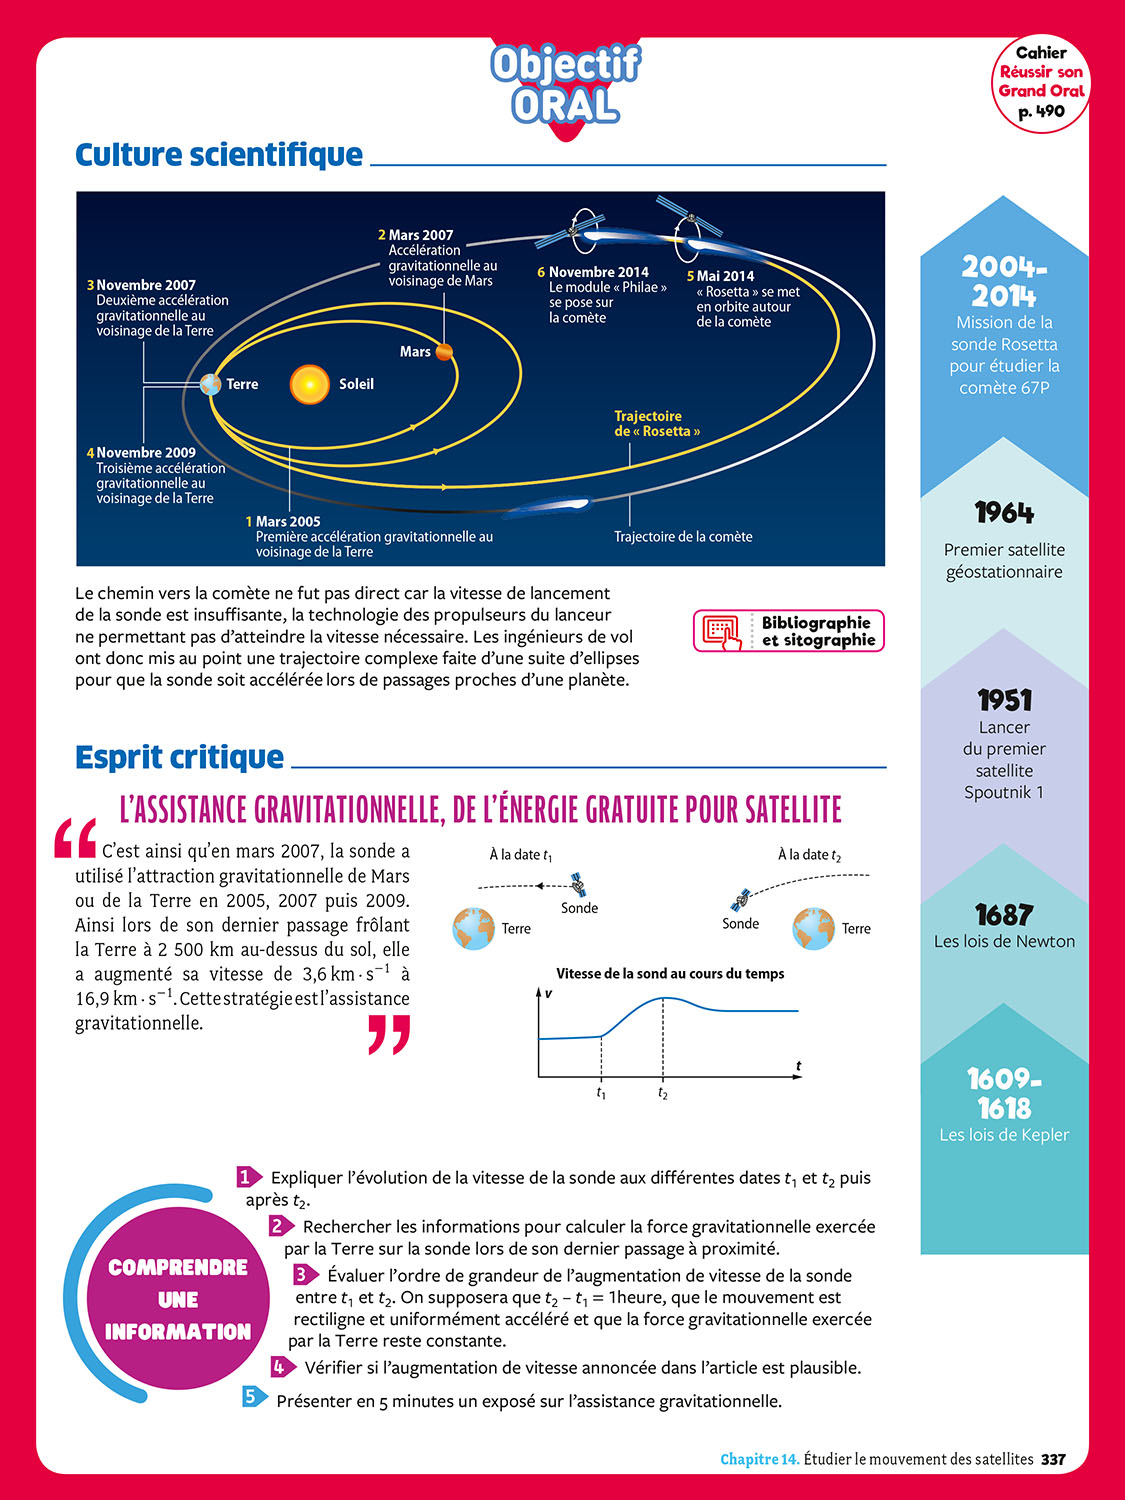 Objectif
ORAL
Cahier
Réussir son
Grand Oral
p. 490
Culture scientifique
2 Mars 2007
Accélération
gravitationnelle au
voisinage de Mars
3 Novembre 2007
Deuxième accélération
gravitationnelle au
voisinage de la Terre
6 Novembre 2014
Le module « Philae »
se pose sur
la comète
5 Mai 2014
« Rosetta » se met
en orbite autour
de la comète
Mars
Terre
Soleil
Trajectoire
de « Rosetta »
4 Novembre 2009
Troisième accélération
gravitationnelle au
voisinage de la Terre
1 Mars 2005
Première accélération gravitationnelle au
voisinage de la Terre
Trajectoire de la comète
Le chemin vers la comète ne fut pas direct car la vitesse de lancement
de la sonde est insuffisante, la technologie des propulseurs du lanceur
ne permettant pas d'atteindre la vitesse nécessaire. Les ingénieurs de vol
ont donc mis au point une trajectoire complexe faite d'une suite d'ellipses
pour que la sonde soit accélérée lors de passages proches d'une planète.
Bibliographie
et sitographie
2004-
2014
Mission de la
sonde Rosetta
pour étudier la
comète 67P
1964
Premier satellite
géostationnaire
1951
Lancer
du premier
satellite
Spoutnik 1
1687
Les lois de Newton
1609-
1618
Les lois de Kepler
Esprit critique
L'ASSISTANCE GRAVITATIONNELLE, DE L'ÉNERGIE GRATUITE POUR SATELLITE
“ C'est ainsi qu'en mars 2007, la sonde a
utilisé l'attraction gravitationnelle de Mars
ou de la Terre en 2005, 2007 puis 2009.
Ainsi lors de son dernier passage frôlant
la Terre à 2 500 km au-dessus du sol, elle
a augmenté sa vitesse de 3,6 km · s⁻¹ à
16,9 km · s⁻¹. Cette stratégie est l'assistance
gravitationnelle. ”
À la date t₁
Sonde
Terre
À la date t₂
Sonde
Terre
Vitesse de la sond au cours du temps
v
t
t₁
t₂
COMPRENDRE
UNE
INFORMATION
1 Expliquer l'évolution de la vitesse de la sonde aux différentes dates t₁ et t₂ puis
après t₂.
2 Rechercher les informations pour calculer la force gravitationnelle exercée
par la Terre sur la sonde lors de son dernier passage à proximité.
3 Évaluer l'ordre de grandeur de l'augmentation de vitesse de la sonde
entre t₁ et t₂. On supposera que t₂ – t₁ = 1heure, que le mouvement est
rectiligne et uniformément accéléré et que la force gravitationnelle exercée
par la Terre reste constante.
4 Vérifier si l'augmentation de vitesse annoncée dans l'article est plausible.
5 Présenter en 5 minutes un exposé sur l'assistance gravitationnelle.
Chapitre 14. Étudier le mouvement des satellites 337